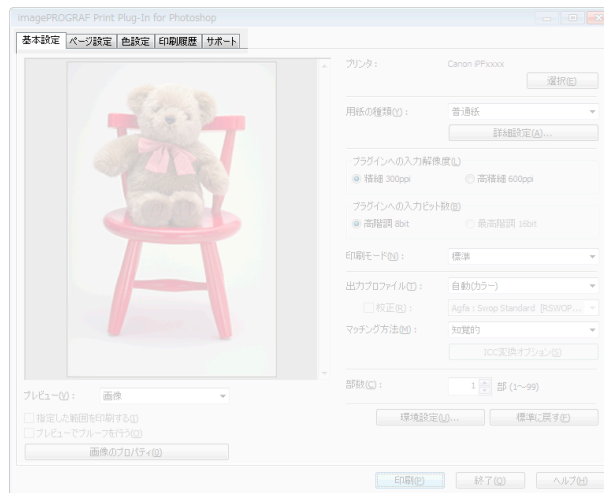 imagePROGRAF Print Plug-In for Photoshop
基本設定 ページ設定 色設定 印刷履歴 サポート
プリンタ： Canon iPFxxxx
選択(E)
用紙の種類(Y)： 普通紙
詳細設定(A)...
プラグインへの入力解像度(L)
精細 300ppi 高精細 600ppi
プラグインへの入力ビット数(B)
高階調 8bit 最高階調 16bit
印刷モード(N)： 標準
出力プロファイル(T)： 自動(カラー)
校正(R)： Agfa : Swop Standard [RSWOP...
マッチング方法(M)： 知覚的
ICC変換オプション(S)
部数(C)： 1 部 (1～99)
プレビュー(V)： 画像
指定した範囲を印刷する(I)
プレビューでプルーフを行う(G)
画像のプロパティ(O)
環境設定(U)... 標準に戻す(F)
印刷(P) 終了(Q) ヘルプ(H)